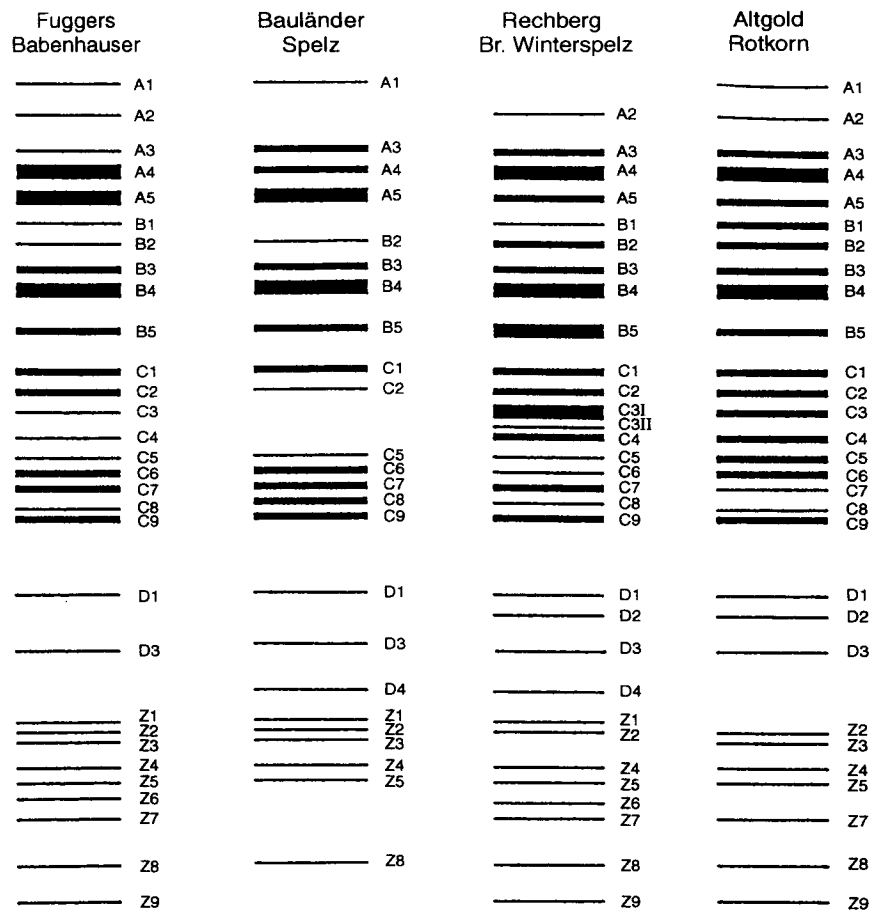 Fuggers
Babenhauser
A1
A2
A3
A4
A5
B1
B2
B3
B4
B5
C1
C2
C3
C4
C5
C6
C7
C8
C9
D1
D3
Z1
Z2
Z3
Z4
Z5
Z6
Z7
Z8
Z9
Bauländer
Spelz
A1
A3
A4
A5
B2
B3
B4
B5
C1
C2
C5
C6
C7
C8
C9
D1
D3
D4
Z1
Z2
Z3
Z4
Z5
Z8
Rechberg
Br. Winterspelz
A2
A3
A4
A5
B1
B2
B3
B4
B5
C1
C2
C3I
C3II
C4
C5
C6
C7
C8
C9
D1
D2
D3
D4
Z1
Z2
Z4
Z5
Z6
Z7
Z8
Z9
Altgold
Rotkorn
A1
A2
A3
A4
A5
B1
B2
B3
B4
B5
C1
C2
C3
C4
C5
C6
C7
C8
C9
D1
D2
D3
Z2
Z3
Z4
Z5
Z7
Z8
Z9